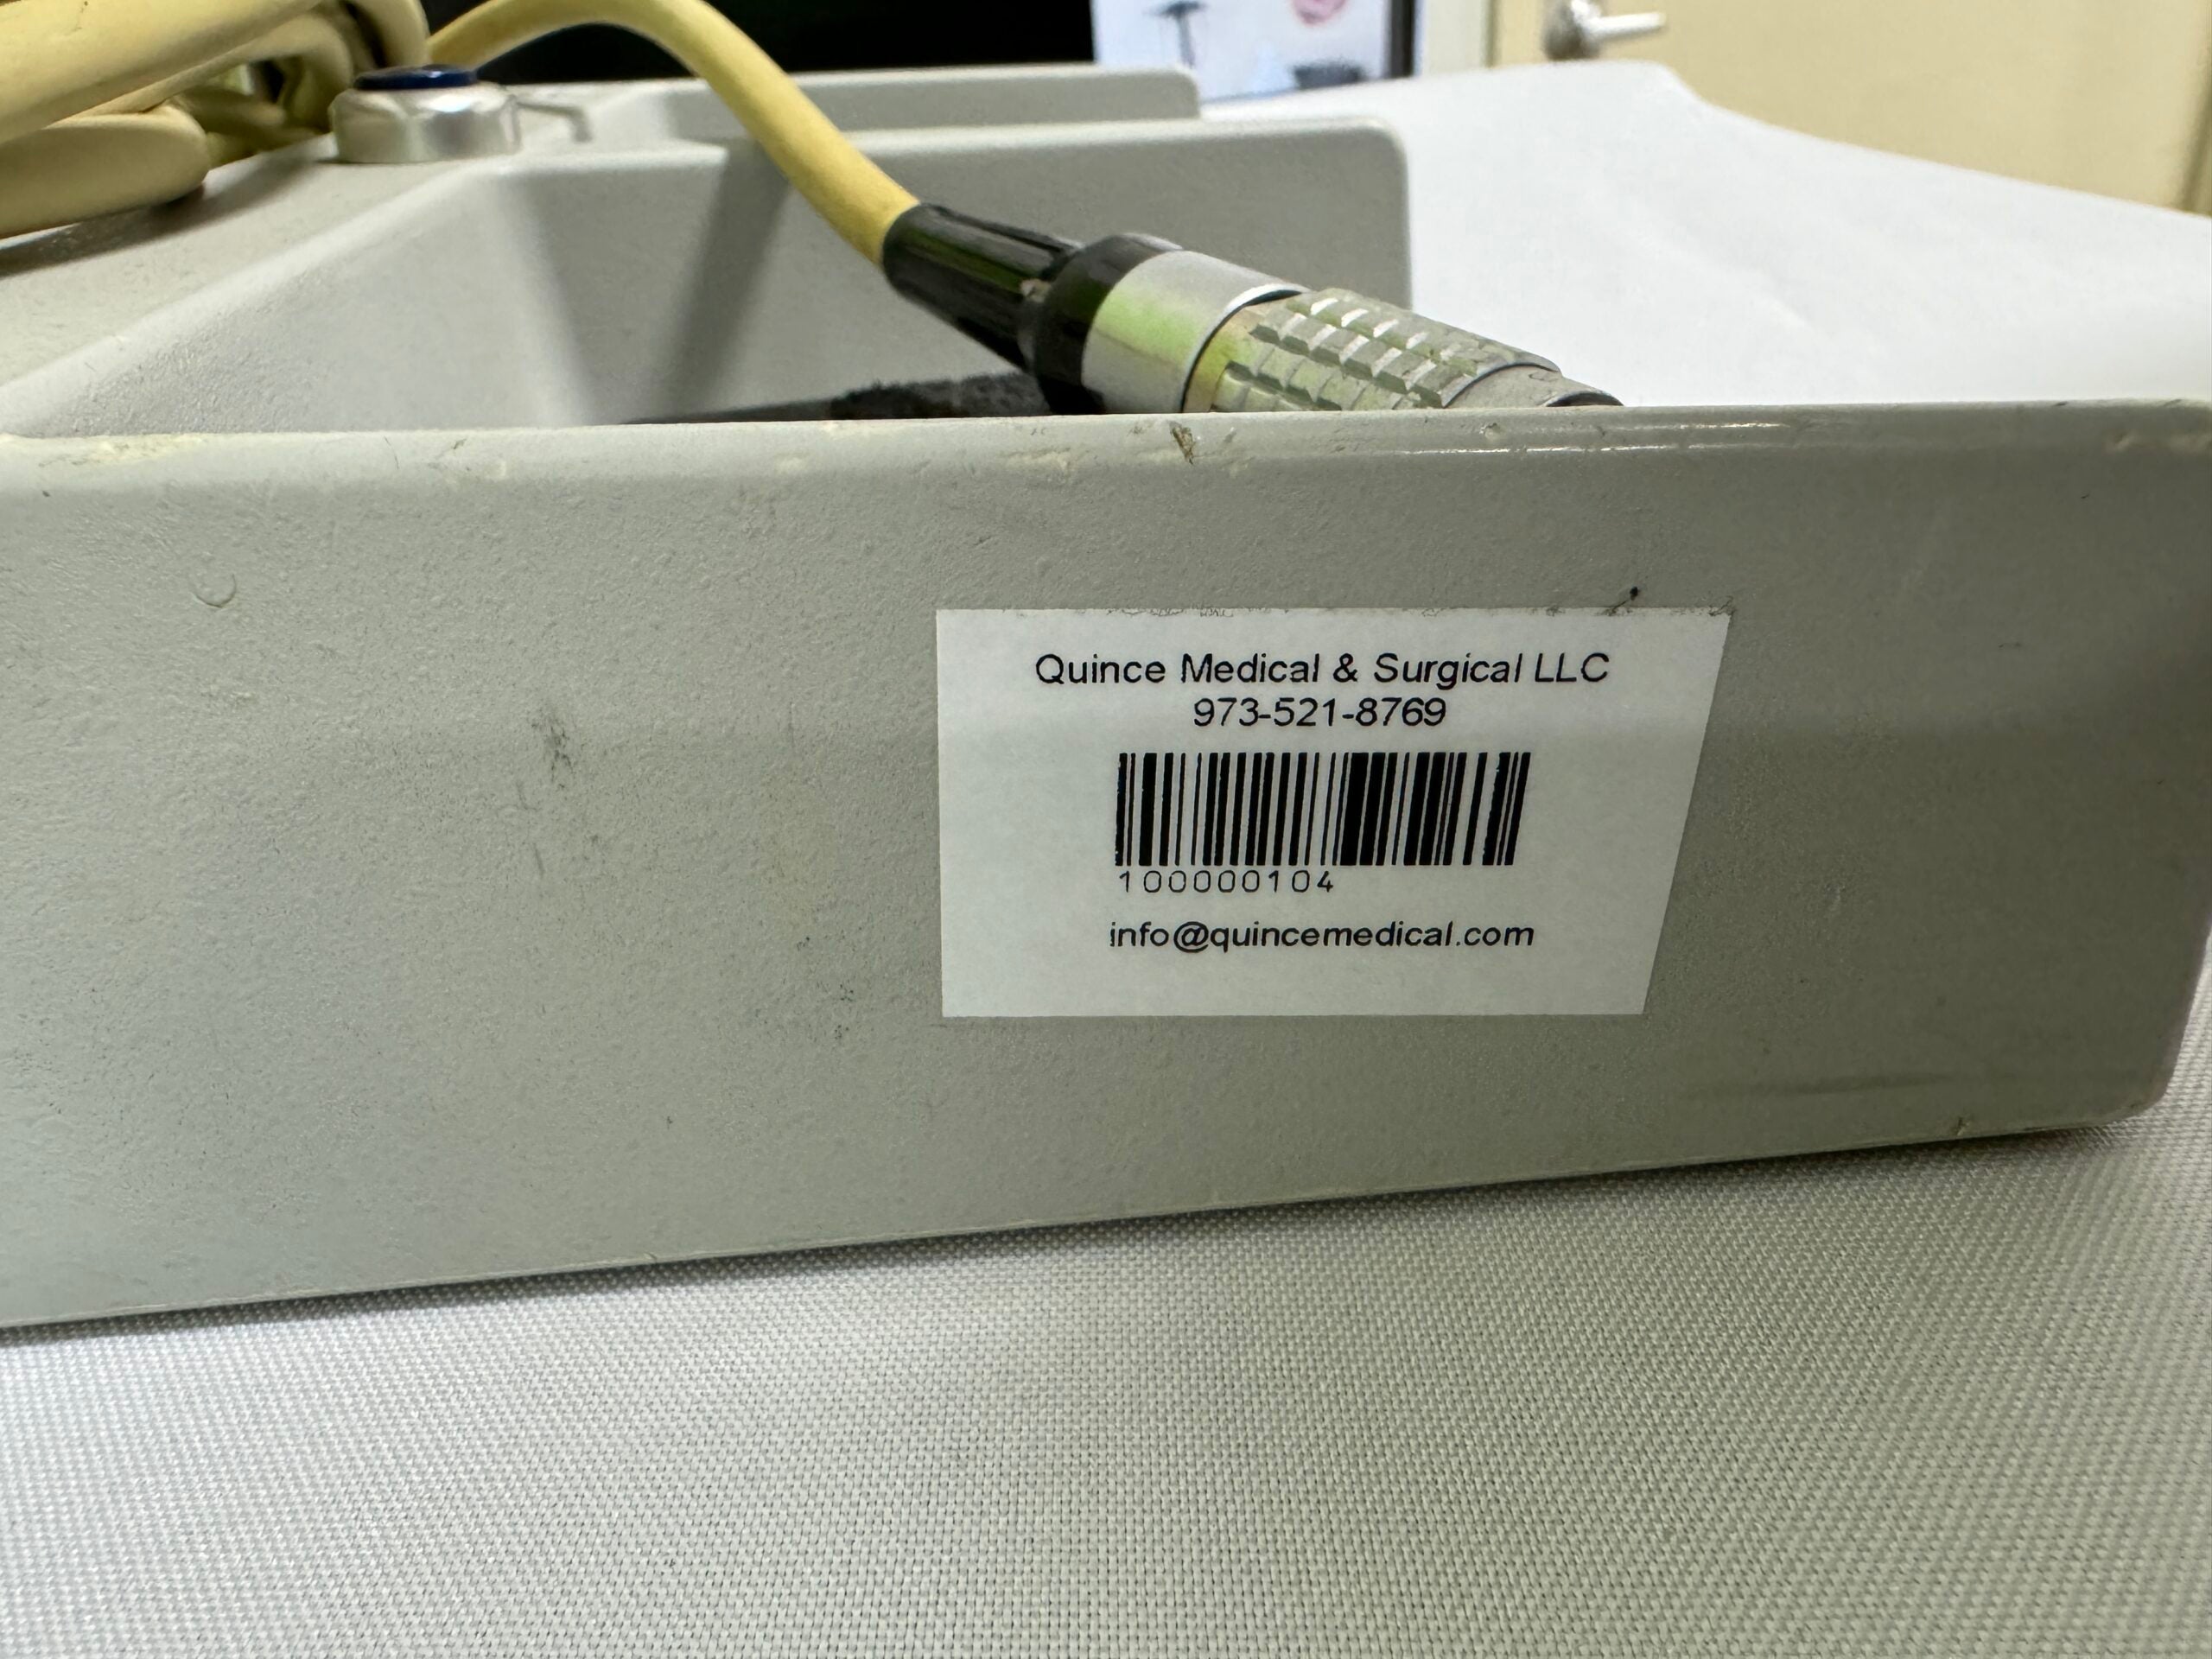 Quince Medical & Surgical LLC
973-521-8769
100000104
info@quincemedical.com